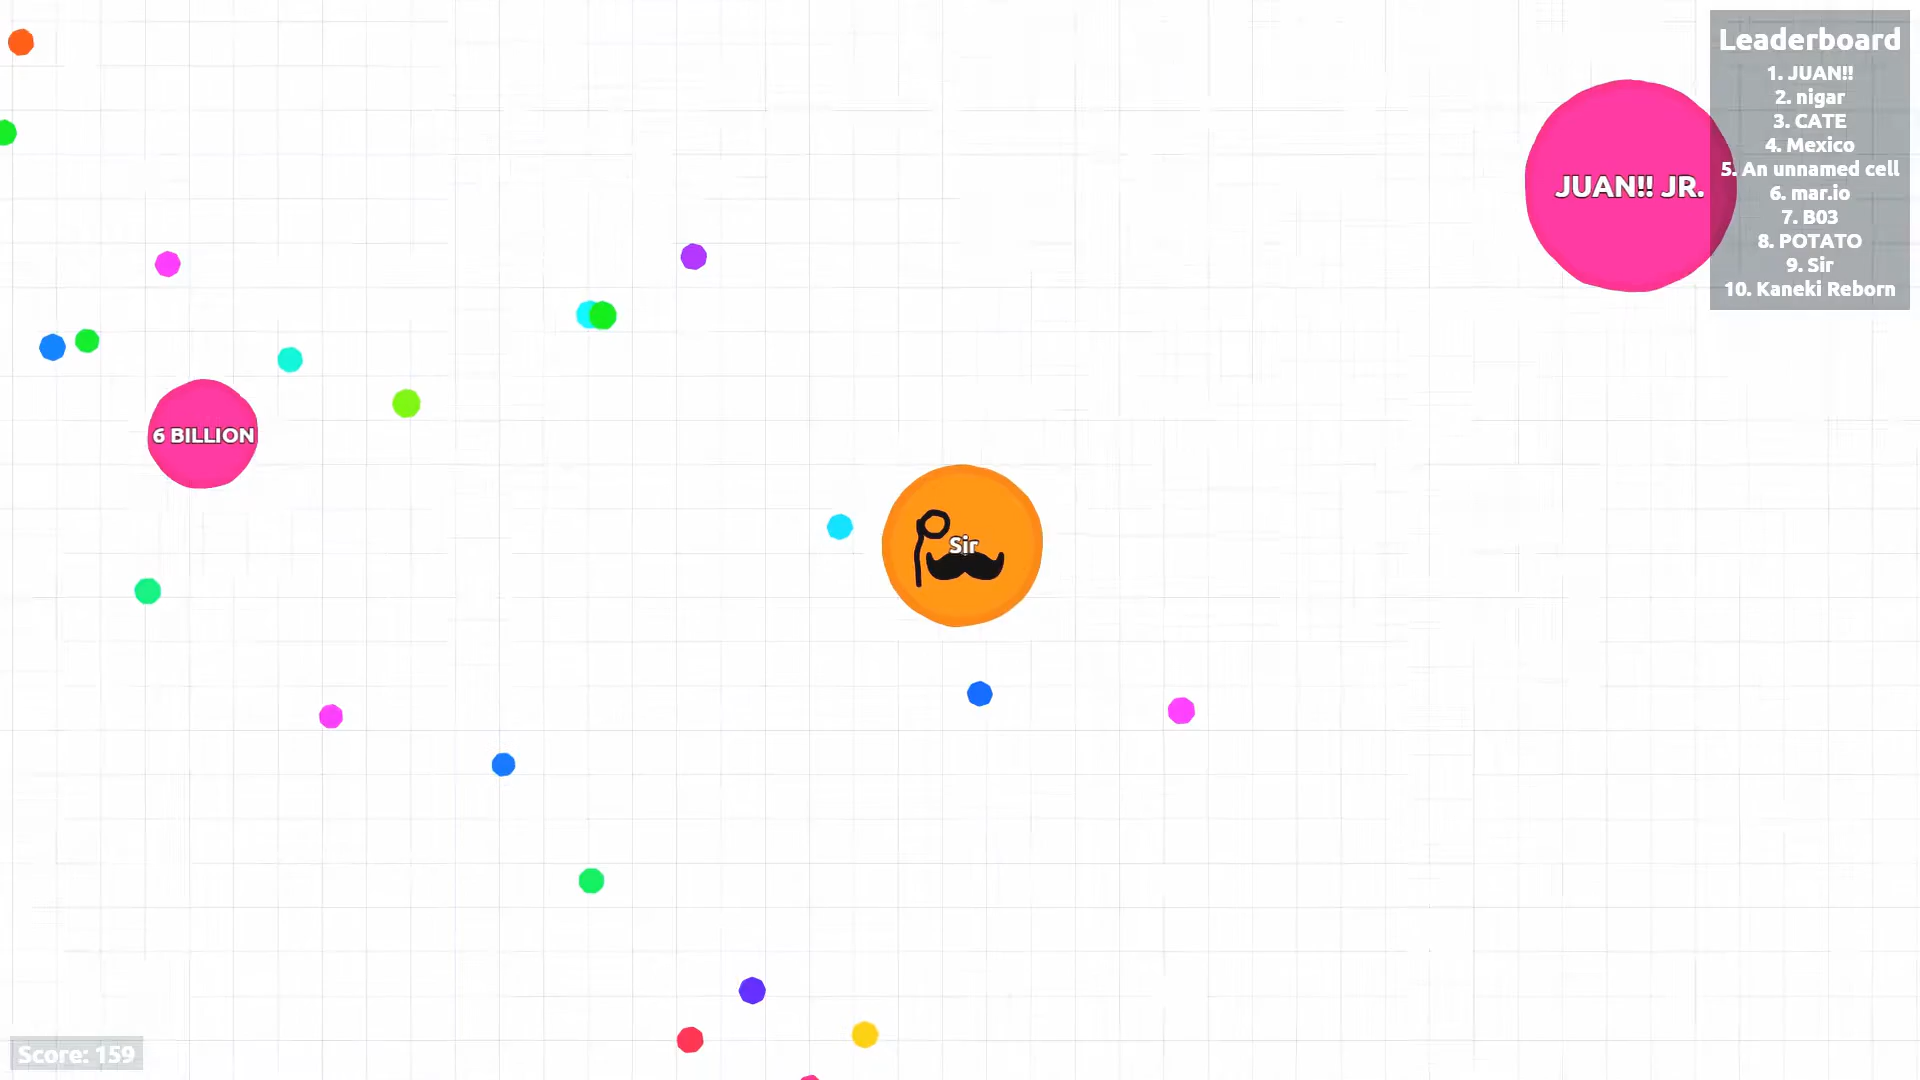 Leaderboard
1. JUAN!!
2. nigar
3. CATE
4. Mexico
5. An unnamed cell
6. mar.io
7. B03
8. POTATO
9. Sir
10. Kaneki Reborn
JUAN!! JR.
6 BILLION
Sir
Score: 159